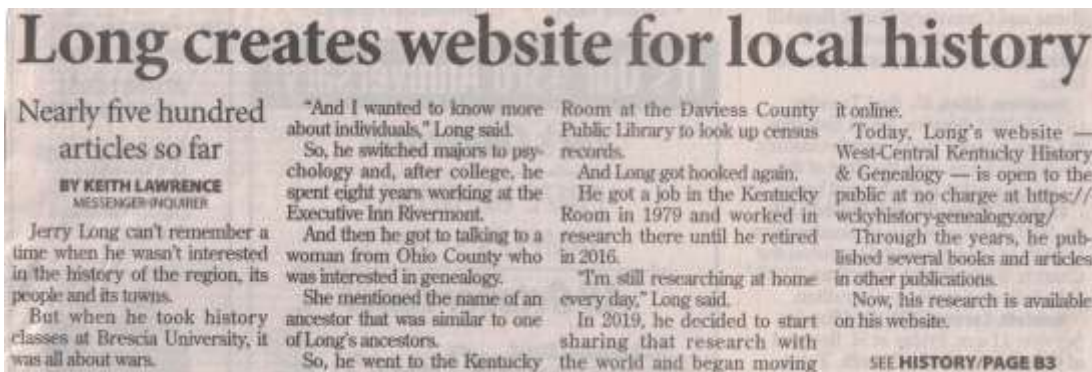 Long creates website for local history
Nearly five hundred
articles so far
BY KEITH LAWRENCE
MESSENGER-INQUIRER
Jerry Long can't remember a
time when he wasn't interested
in the history of the region, its
people and its towns.
But when he took history
classes at Brescia University, it
was all about wars.
"And I wanted to know more
about individuals," Long said.
So, he switched majors to psy-
chology and, after college, he
spent eight years working at the
Executive Inn Rivermont.
And then he got to talking to a
woman from Ohio County who
was interested in genealogy.
She mentioned the name of an
ancestor that was similar to one
of Long's ancestors.
So, he went to the Kentucky
Room at the Daviess County
Public Library to look up census
records.
And Long got hooked again.
He got a job in the Kentucky
Room in 1979 and worked in
research there until he retired
in 2016.
"I'm still researching at home
every day," Long said.
In 2019, he decided to start
sharing that research with
the world and began moving
it online.
Today, Long's website —
West-Central Kentucky History
& Genealogy — is open to the
public at no charge at https://
wckyhistory-genealogy.org/
Through the years, he pub-
lished several books and articles
in other publications.
Now, his research is available
on his website.
SEE HISTORY/PAGE B3